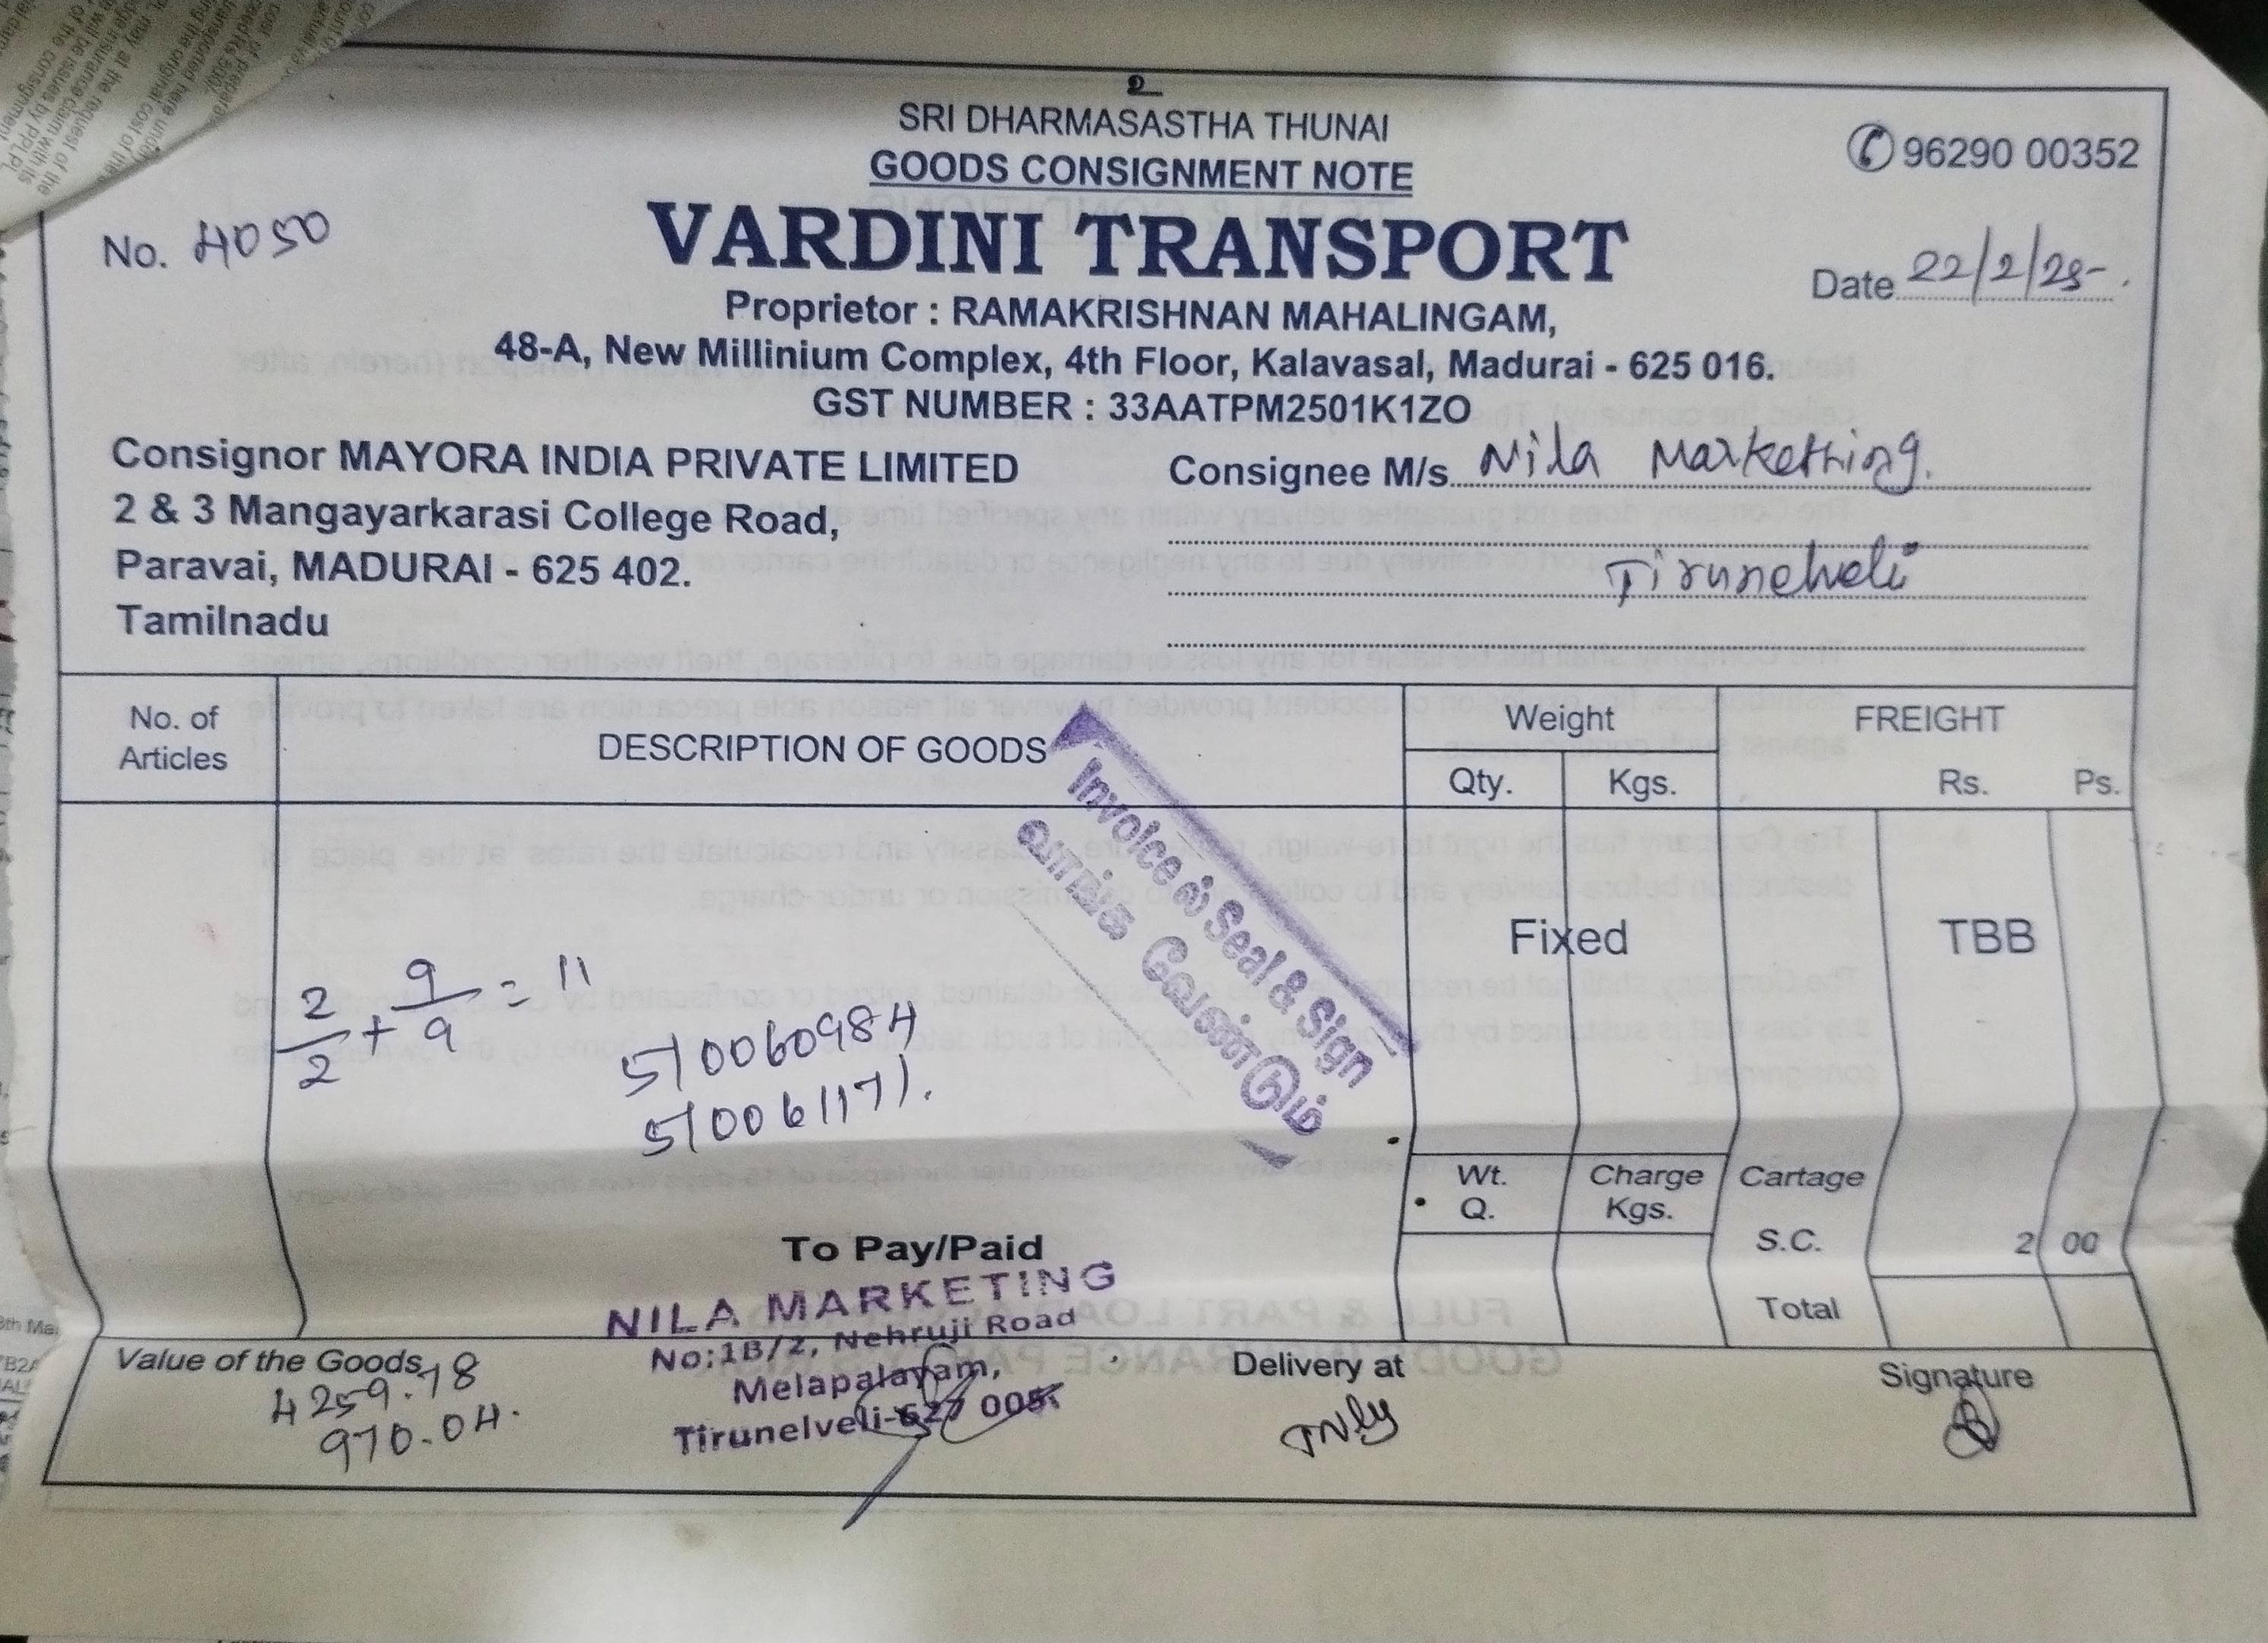 உ
SRI DHARMASASTHA THUNAI
GOODS CONSIGNMENT NOTE
96290 00352
No. 4050
VARDINI TRANSPORT
Date 22/2/25
Proprietor : RAMAKRISHNAN MAHALINGAM,
48-A, New Millinium Complex, 4th Floor, Kalavasal, Madurai - 625 016.
GST NUMBER : 33AATPM2501K1ZO
Consignor MAYORA INDIA PRIVATE LIMITED
2 & 3 Mangayarkarasi College Road,
Paravai, MADURAI - 625 402.
Tamilnadu
Consignee M/s. Nila Marketting.
Tirunelveli
No. of Articles
DESCRIPTION OF GOODS
Weight
Qty. Kgs.
FREIGHT
Rs. Ps.
Invoice ல் Seal & Sign
வாங்க வேண்டும்
Fixed
TBB
2/2 + 9/9 = 11
510060984
510061171.
Wt. Q.
Charge Kgs.
Cartage
S.C. 2 00
Total
To Pay/Paid
NILA MARKETING
No:1B/2, Nehruji Road
Melapalayam,
Tirunelveli-627 005
Value of the Goods
4259.18
970.04.
Delivery at
TNly
Signature